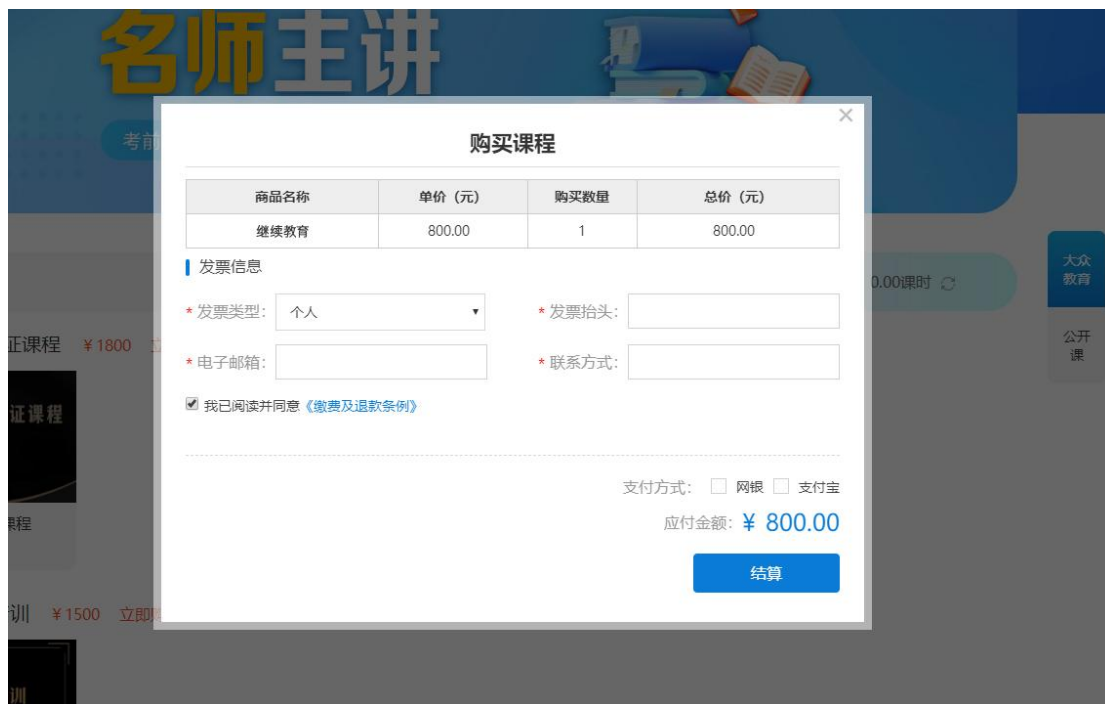 名师主讲
考前
购买课程
×
商品名称 单价（元） 购买数量 总价（元）
继续教育 800.00 1 800.00
发票信息
* 发票类型： 个人 * 发票抬头：
* 电子邮箱： * 联系方式：
我已阅读并同意《缴费及退款条例》
支付方式： 网银 支付宝
应付金额：¥ 800.00
结算
0.00课时
大众
教育
公开
课
证课程 ¥1800
证课程
课程
训 ¥1500 立即
训